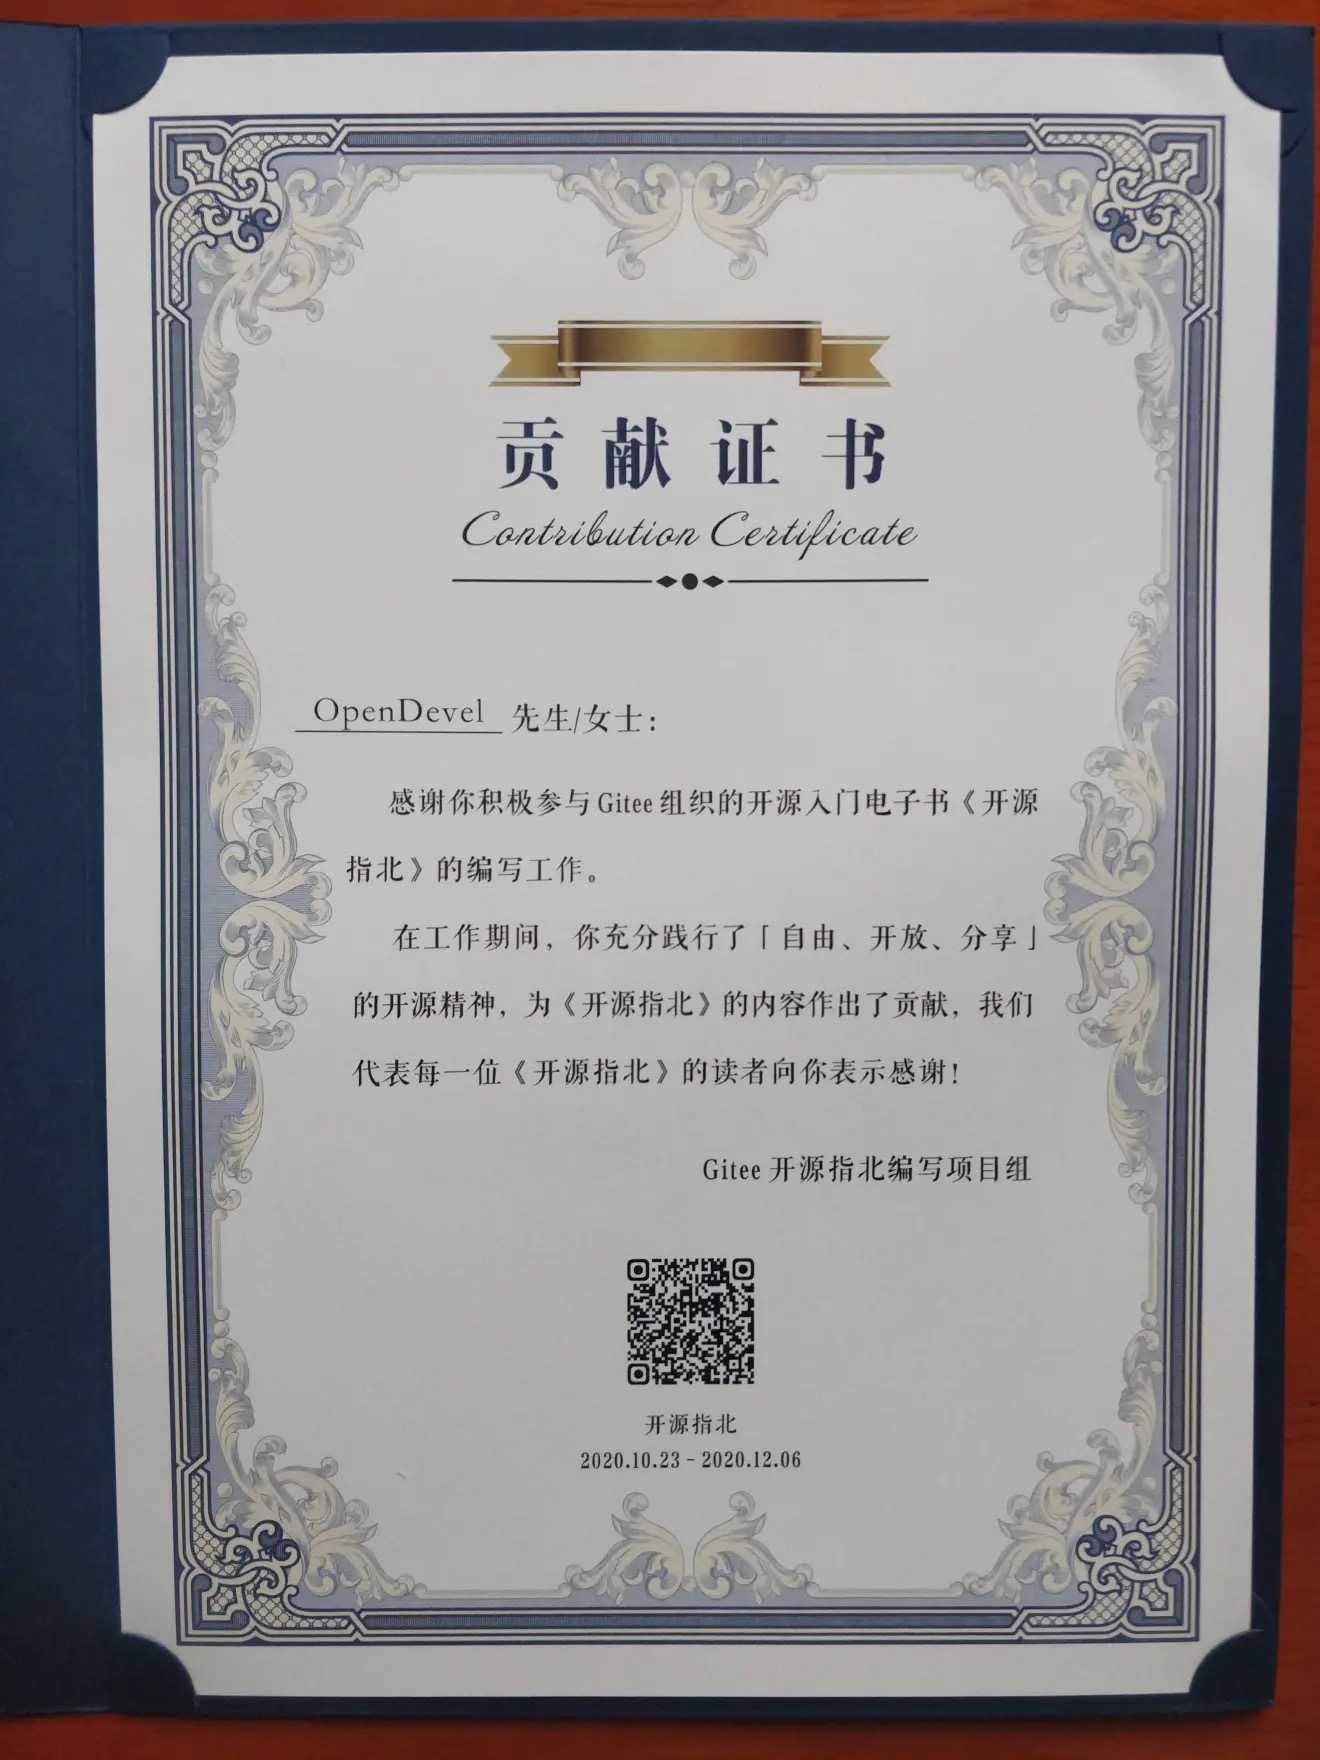 贡献证书
Contribution Certificate
OpenDevel 先生/女士：
感谢你积极参与 Gitee 组织的开源入门电子书《开源
指北》的编写工作。
在工作期间，你充分践行了「自由、开放、分享」
的开源精神，为《开源指北》的内容作出了贡献，我们
代表每一位《开源指北》的读者向你表示感谢！
Gitee 开源指北编写项目组
开源指北
2020.10.23 - 2020.12.06